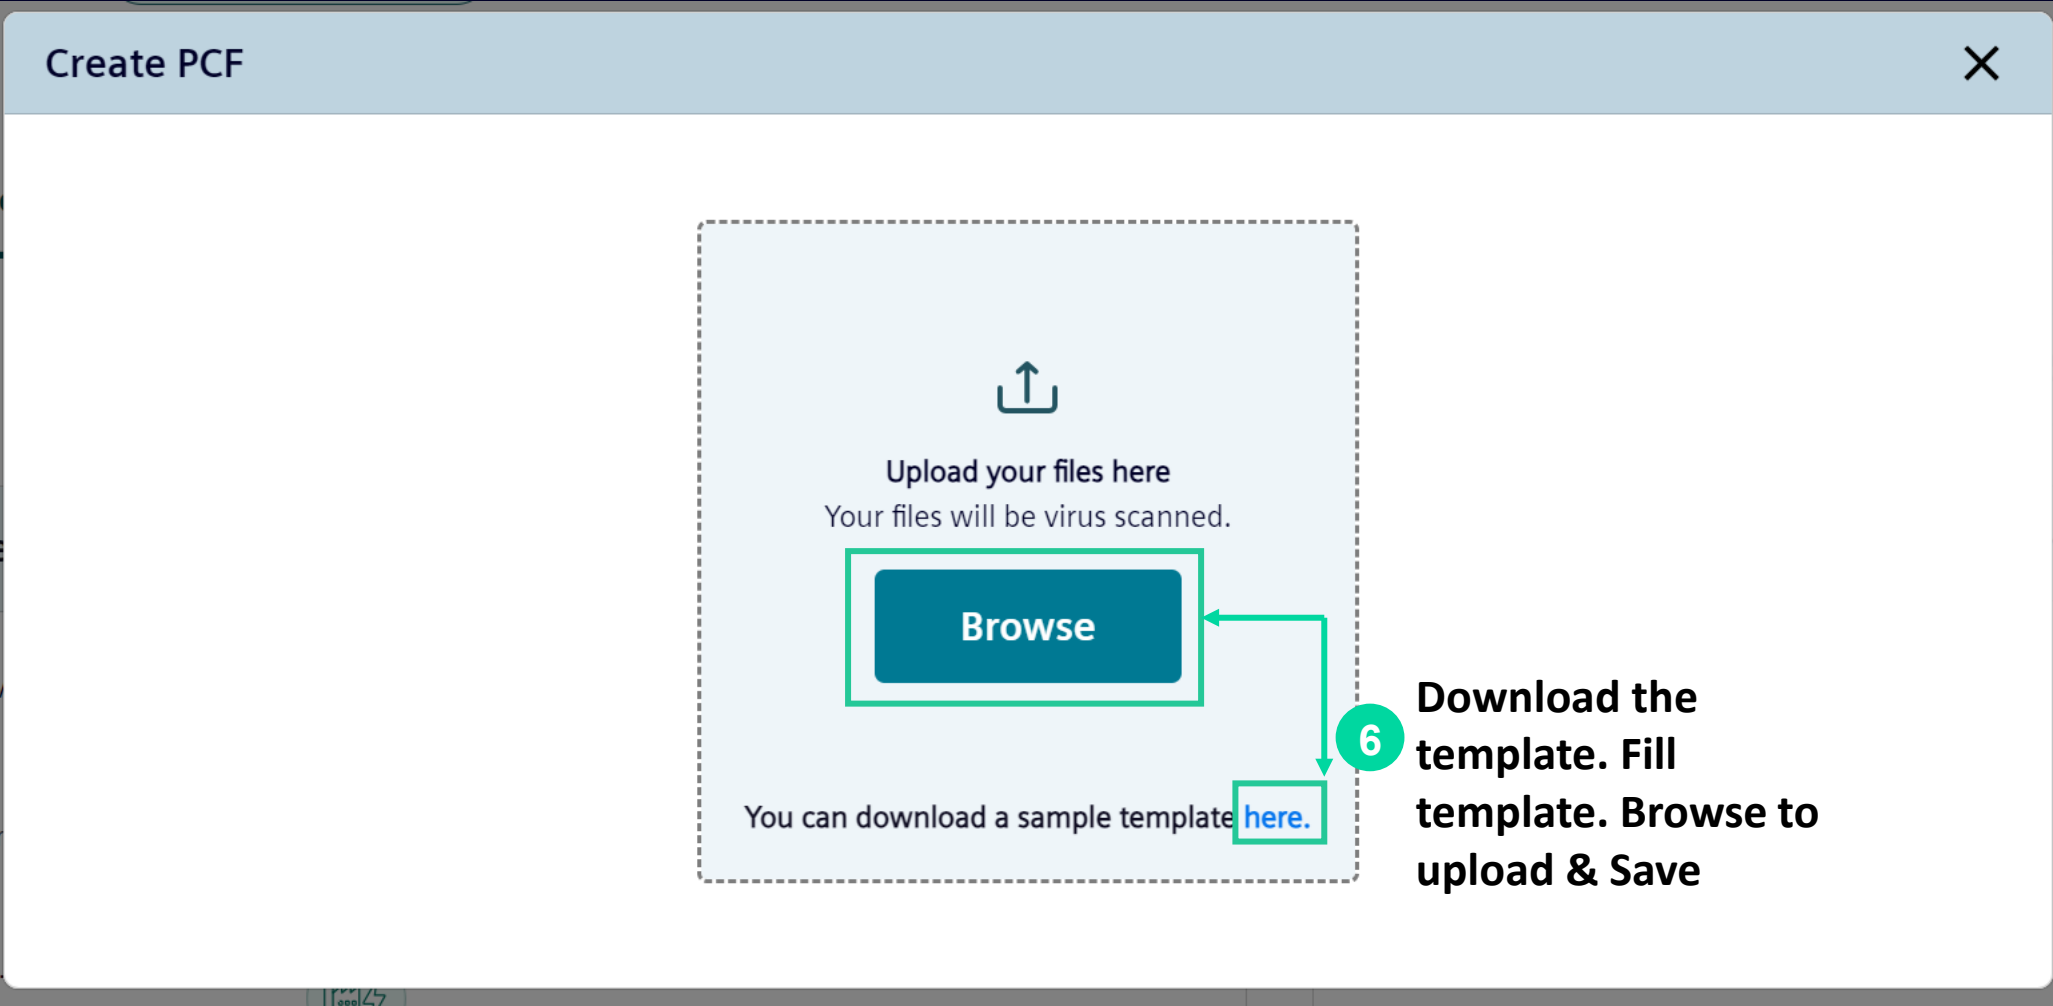 Create PCF
Upload your files here
Your files will be virus scanned.
Browse
You can download a sample template here.
6
Download the
template. Fill
template. Browse to
upload & Save